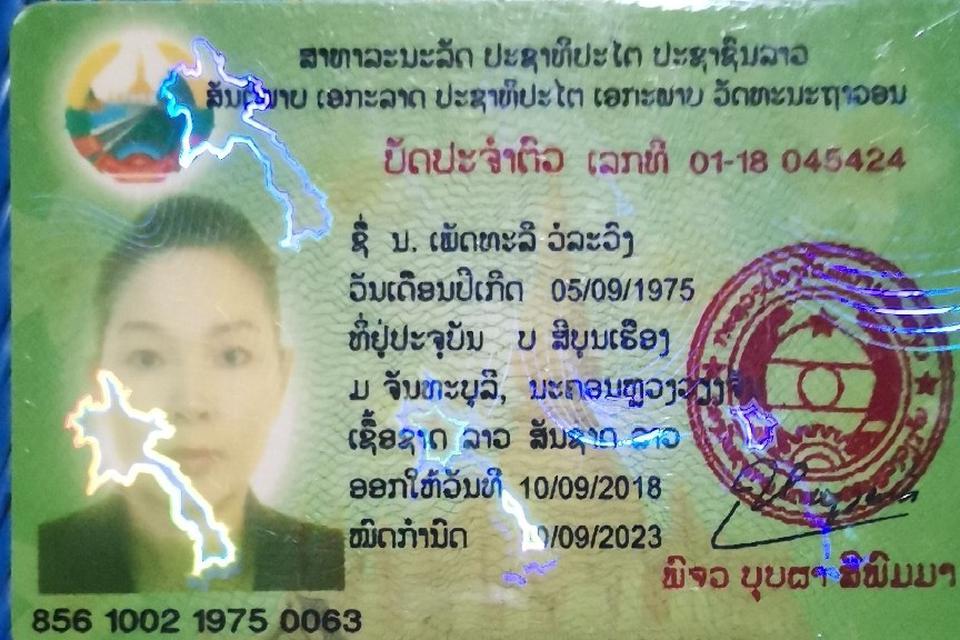 ສາທາລະນະລັດ ປະຊາທິປະໄຕ ປະຊາຊົນລາວ
ສັນຕິພາບ ເອກະລາດ ປະຊາທິປະໄຕ ເອກະພາບ ວັດທະນະຖາວອນ
ບັດປະຈຳຕົວ ເລກທີ 01-18 045424
ຊື່ ນ. ເພັດທະລີ ວໍລະວົງ
ວັນເດືອນປີເກີດ 05/09/1975
ທີ່ຢູ່ປະຈຸບັນ ບ ສີບຸນເຮືອງ
ມ ຈັນທະບຸລີ, ນະຄອນຫຼວງວຽງຈັນ
ເຊື້ອຊາດ ລາວ ສັນຊາດ ລາວ
ອອກໃຫ້ວັນທີ 10/09/2018
ໝົດກຳນົດ /09/2023
ພົຈວ ບຸບຜາ ສີພິມມາ
856 1002 1975 0063